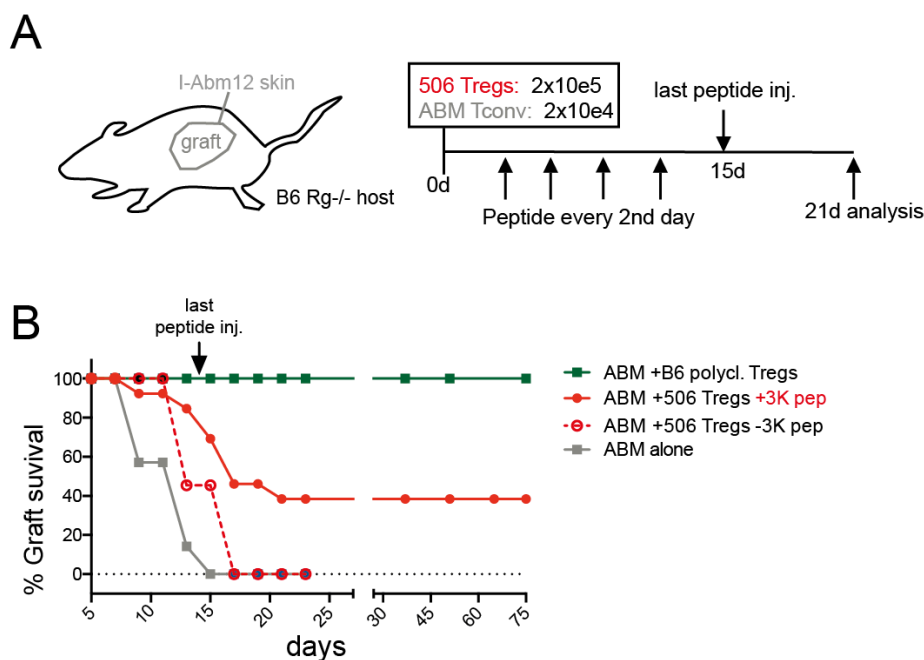 A
I-Abm12 skin
graft
B6 Rg-/- host
506 Tregs: 2x10e5
ABM Tconv: 2x10e4
last peptide inj.
0d
15d
Peptide every 2nd day
21d analysis
B
last
peptide inj.
% Graft suvival
100
80
60
40
20
0
5
10
15
20
25
30
45
60
75
days
ABM +B6 polycl. Tregs
ABM +506 Tregs +3K pep
ABM +506 Tregs -3K pep
ABM alone